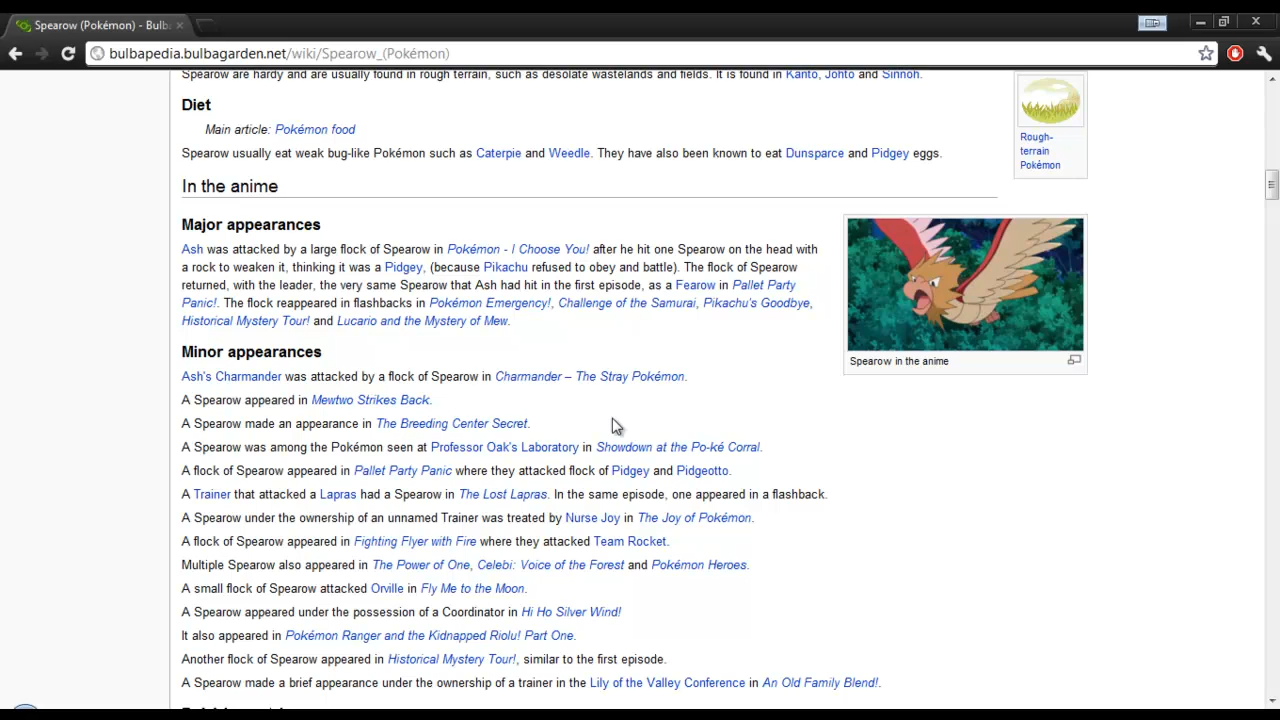 Spearow (Pokémon) - Bulb
bulbapedia.bulbagarden.net/wiki/Spearow_(Pokémon)
Spearow are hardy and are usually found in rough terrain, such as desolate wastelands and fields. It is found in Kanto, Johto and Sinnoh.
Diet
Main article: Pokémon food
Spearow usually eat weak bug-like Pokémon such as Caterpie and Weedle. They have also been known to eat Dunsparce and Pidgey eggs.
Rough-
terrain
Pokémon
In the anime
Major appearances
Ash was attacked by a large flock of Spearow in Pokémon - I Choose You! after he hit one Spearow on the head with
a rock to weaken it, thinking it was a Pidgey, (because Pikachu refused to obey and battle). The flock of Spearow
returned, with the leader, the very same Spearow that Ash had hit in the first episode, as a Fearow in Pallet Party
Panic!. The flock reappeared in flashbacks in Pokémon Emergency!, Challenge of the Samurai, Pikachu's Goodbye,
Historical Mystery Tour! and Lucario and the Mystery of Mew.
Spearow in the anime
Minor appearances
Ash's Charmander was attacked by a flock of Spearow in Charmander – The Stray Pokémon.
A Spearow appeared in Mewtwo Strikes Back.
A Spearow made an appearance in The Breeding Center Secret.
A Spearow was among the Pokémon seen at Professor Oak's Laboratory in Showdown at the Po-ké Corral.
A flock of Spearow appeared in Pallet Party Panic where they attacked flock of Pidgey and Pidgeotto.
A Trainer that attacked a Lapras had a Spearow in The Lost Lapras. In the same episode, one appeared in a flashback.
A Spearow under the ownership of an unnamed Trainer was treated by Nurse Joy in The Joy of Pokémon.
A flock of Spearow appeared in Fighting Flyer with Fire where they attacked Team Rocket.
Multiple Spearow also appeared in The Power of One, Celebi: Voice of the Forest and Pokémon Heroes.
A small flock of Spearow attacked Orville in Fly Me to the Moon.
A Spearow appeared under the possession of a Coordinator in Hi Ho Silver Wind!
It also appeared in Pokémon Ranger and the Kidnapped Riolu! Part One.
Another flock of Spearow appeared in Historical Mystery Tour!, similar to the first episode.
A Spearow made a brief appearance under the ownership of a trainer in the Lily of the Valley Conference in An Old Family Blend!.